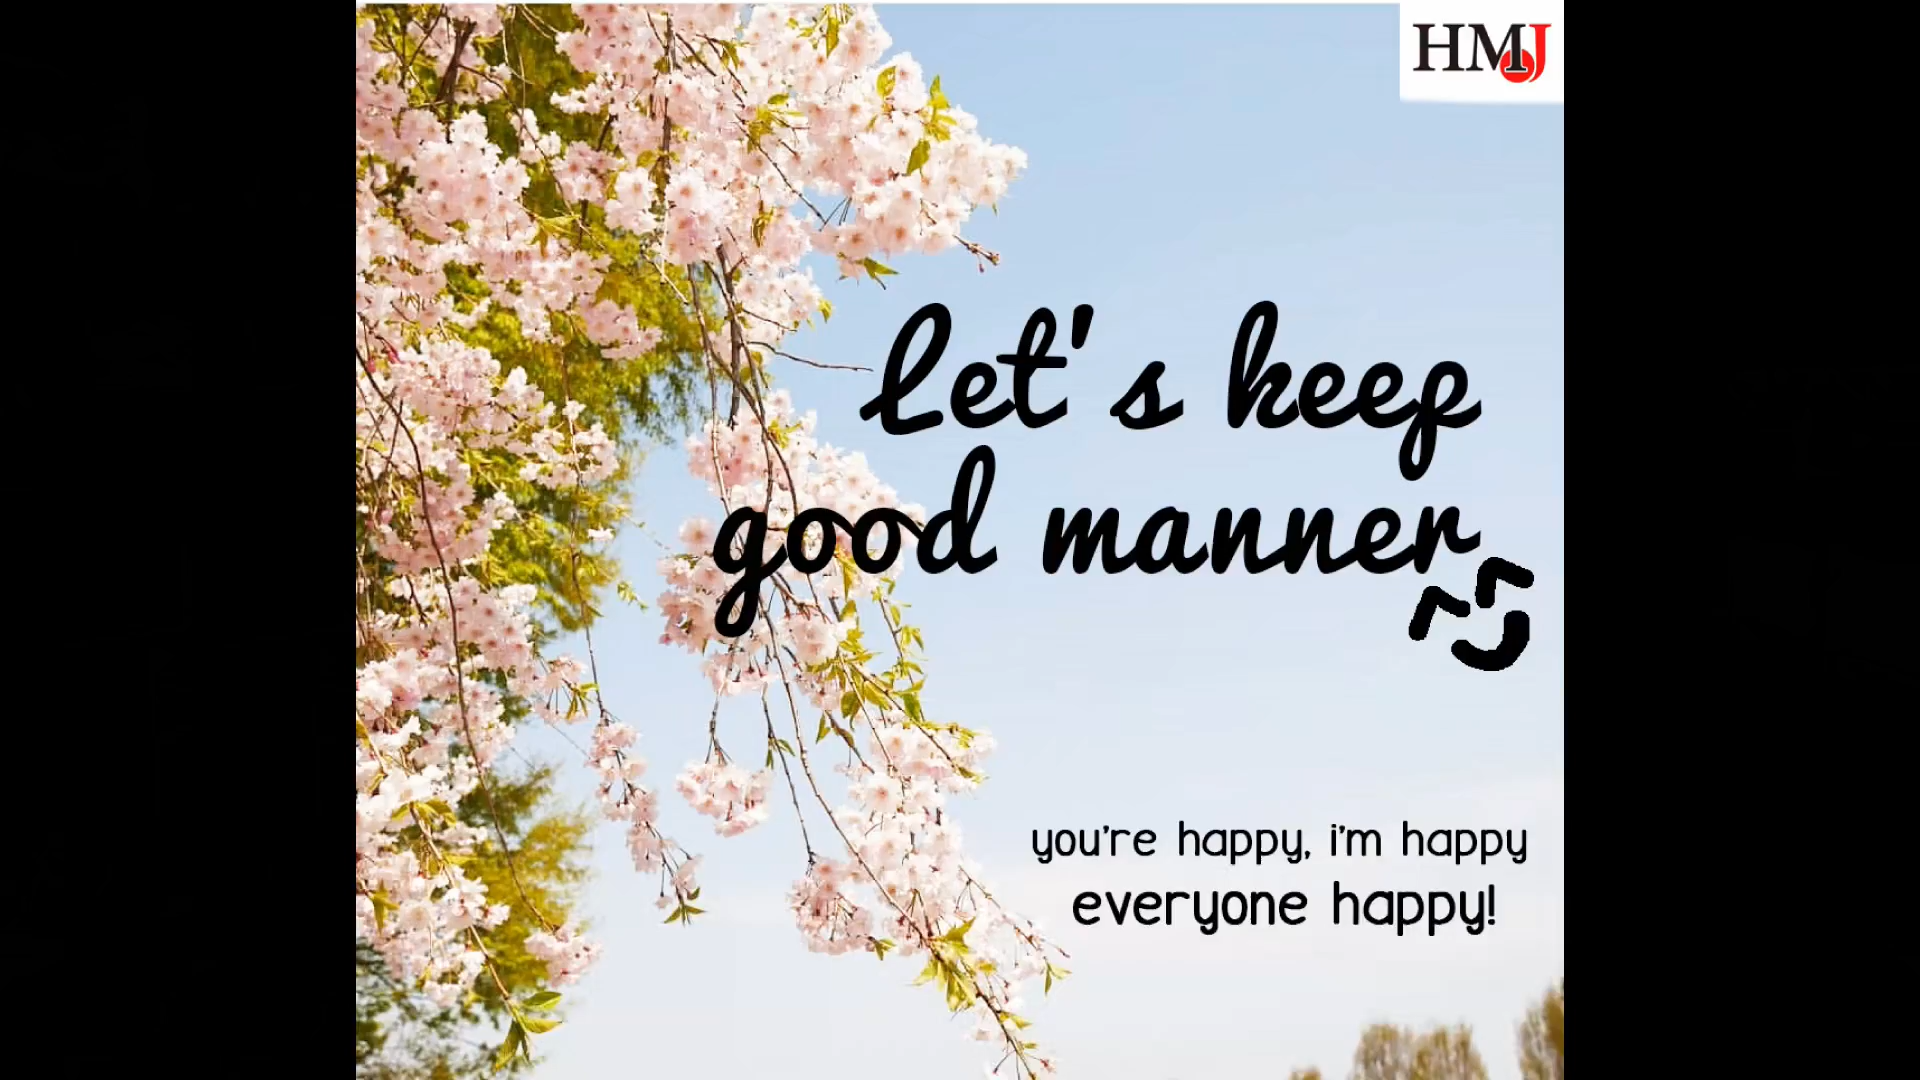 HMJ
Let's keep
good manner
you're happy, i'm happy
everyone happy!